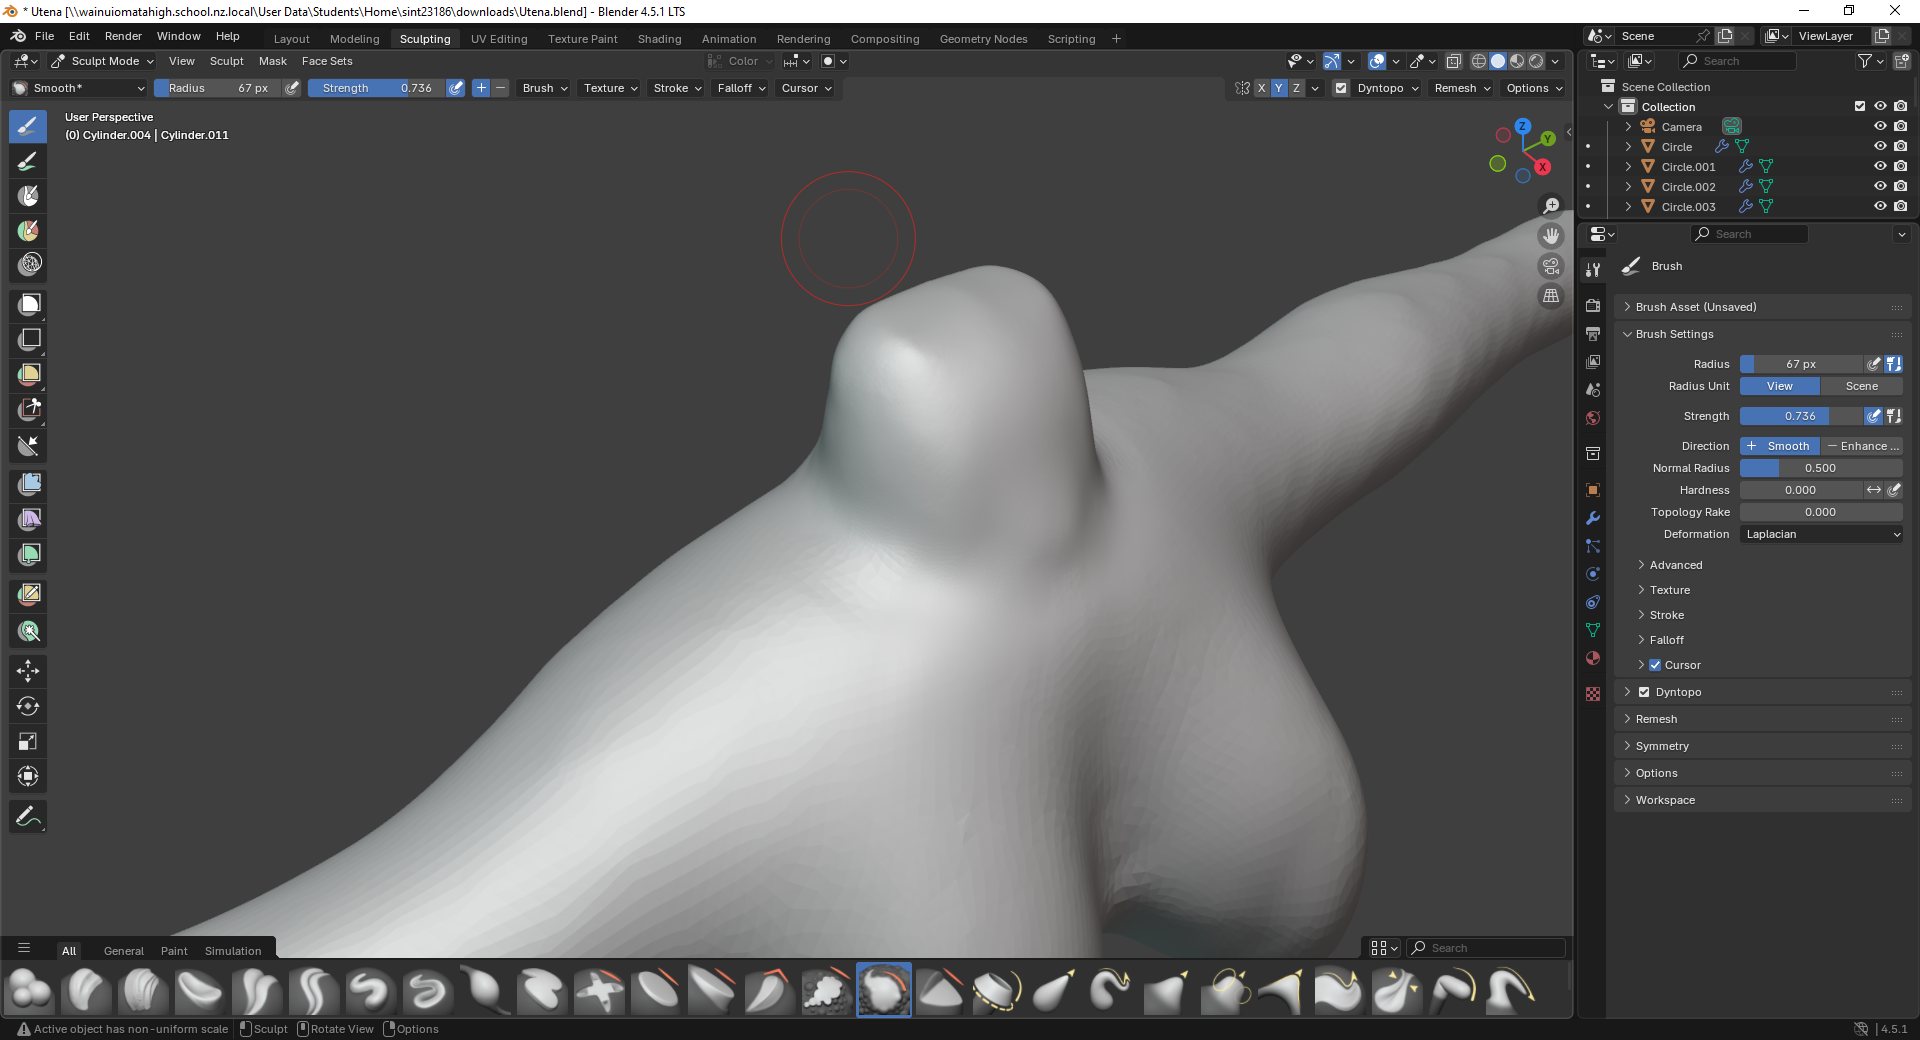 * Utena [\\wainuiomatahigh.school.nz.local\User Data\Students\Home\sint23186\downloads\Utena.blend] - Blender 4.5.1 LTS
File Edit Render Window Help Layout Modeling Sculpting UV Editing Texture Paint Shading Animation Rendering Compositing Geometry Nodes Scripting + Scene ViewLayer
Sculpt Mode View Sculpt Mask Face Sets Color Search
Smooth* Radius 67 px Strength 0.736 + − Brush Texture Stroke Falloff Cursor X Y Z Dyntopo Remesh Options
Scene Collection
Collection
Camera
Circle
Circle.001
Circle.002
Circle.003
User Perspective
(0) Cylinder.004 | Cylinder.011
Z
Y
X
Search
Brush
Brush Asset (Unsaved)
Brush Settings
Radius 67 px
Radius Unit View Scene
Strength 0.736
Direction + Smooth − Enhance ...
Normal Radius 0.500
Hardness 0.000
Topology Rake 0.000
Deformation Laplacian
Advanced
Texture
Stroke
Falloff
Cursor
Dyntopo
Remesh
Symmetry
Options
Workspace
All General Paint Simulation Search
Active object has non-uniform scale Sculpt Rotate View Options 4.5.1